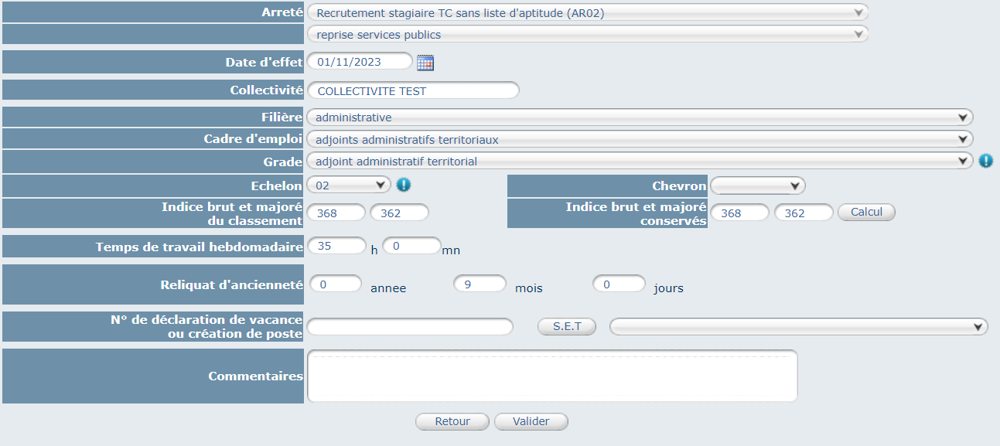 Arreté Recrutement stagiaire TC sans liste d'aptitude (AR02)
reprise services publics
Date d'effet 01/11/2023
Collectivité COLLECTIVITE TEST
Filière administrative
Cadre d'emploi adjoints administratifs territoriaux
Grade adjoint administratif territorial
Echelon 02 Chevron
Indice brut et majoré du classement 368 362 Indice brut et majoré conservés 368 362 Calcul
Temps de travail hebdomadaire 35 h 0 mn
Reliquat d'ancienneté 0 annee 9 mois 0 jours
N° de déclaration de vacance
ou création de poste S.E.T
Commentaires
Retour Valider